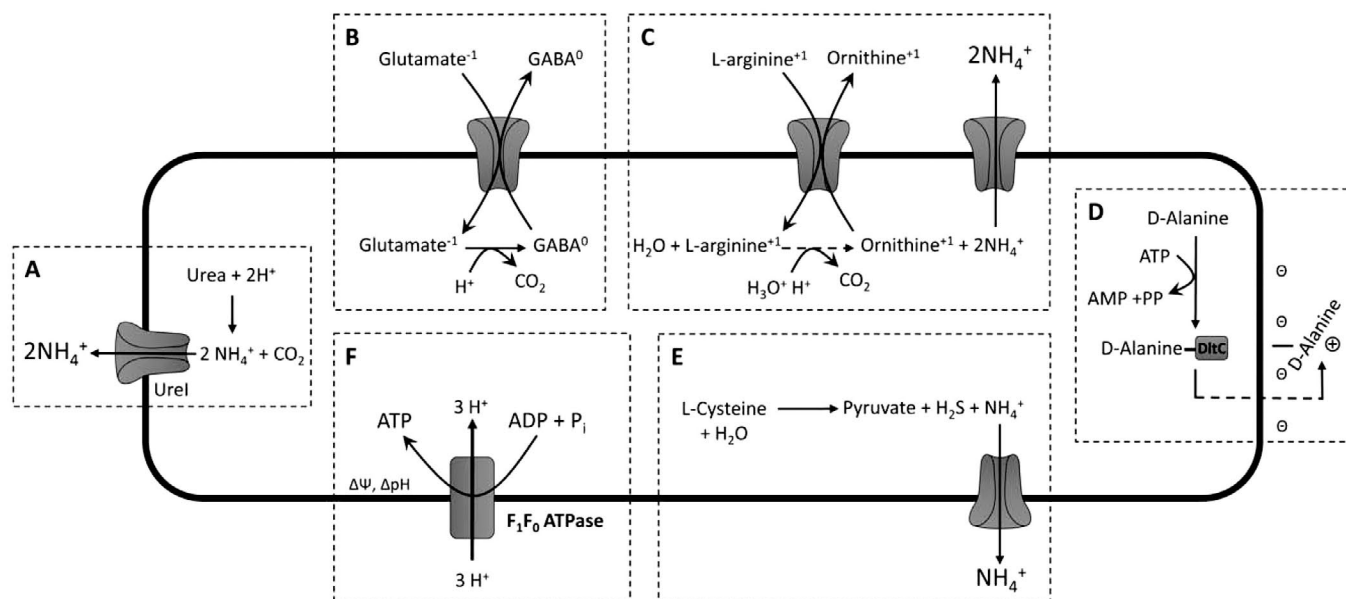 B
Glutamate⁻¹ GABA⁰
Glutamate⁻¹ GABA⁰
H⁺ CO₂
C
L-arginine⁺¹ Ornithine⁺¹ 2NH₄⁺
H₂O + L-arginine⁺¹ Ornithine⁺¹ + 2NH₄⁺
H₃O⁺ H⁺ CO₂
A
Urea + 2H⁺
2NH₄⁺ 2 NH₄⁺ + CO₂
UreI
D
D-Alanine
ATP
AMP +PP
D-Alanine DltC
Θ
Θ
D-Alanine
⊕
Θ
Θ
F
ATP 3 H⁺ ADP + Pᵢ
ΔΨ, ΔpH
F₁F₀ ATPase
3 H⁺
E
L-Cysteine Pyruvate + H₂S + NH₄⁺
+ H₂O
NH₄⁺